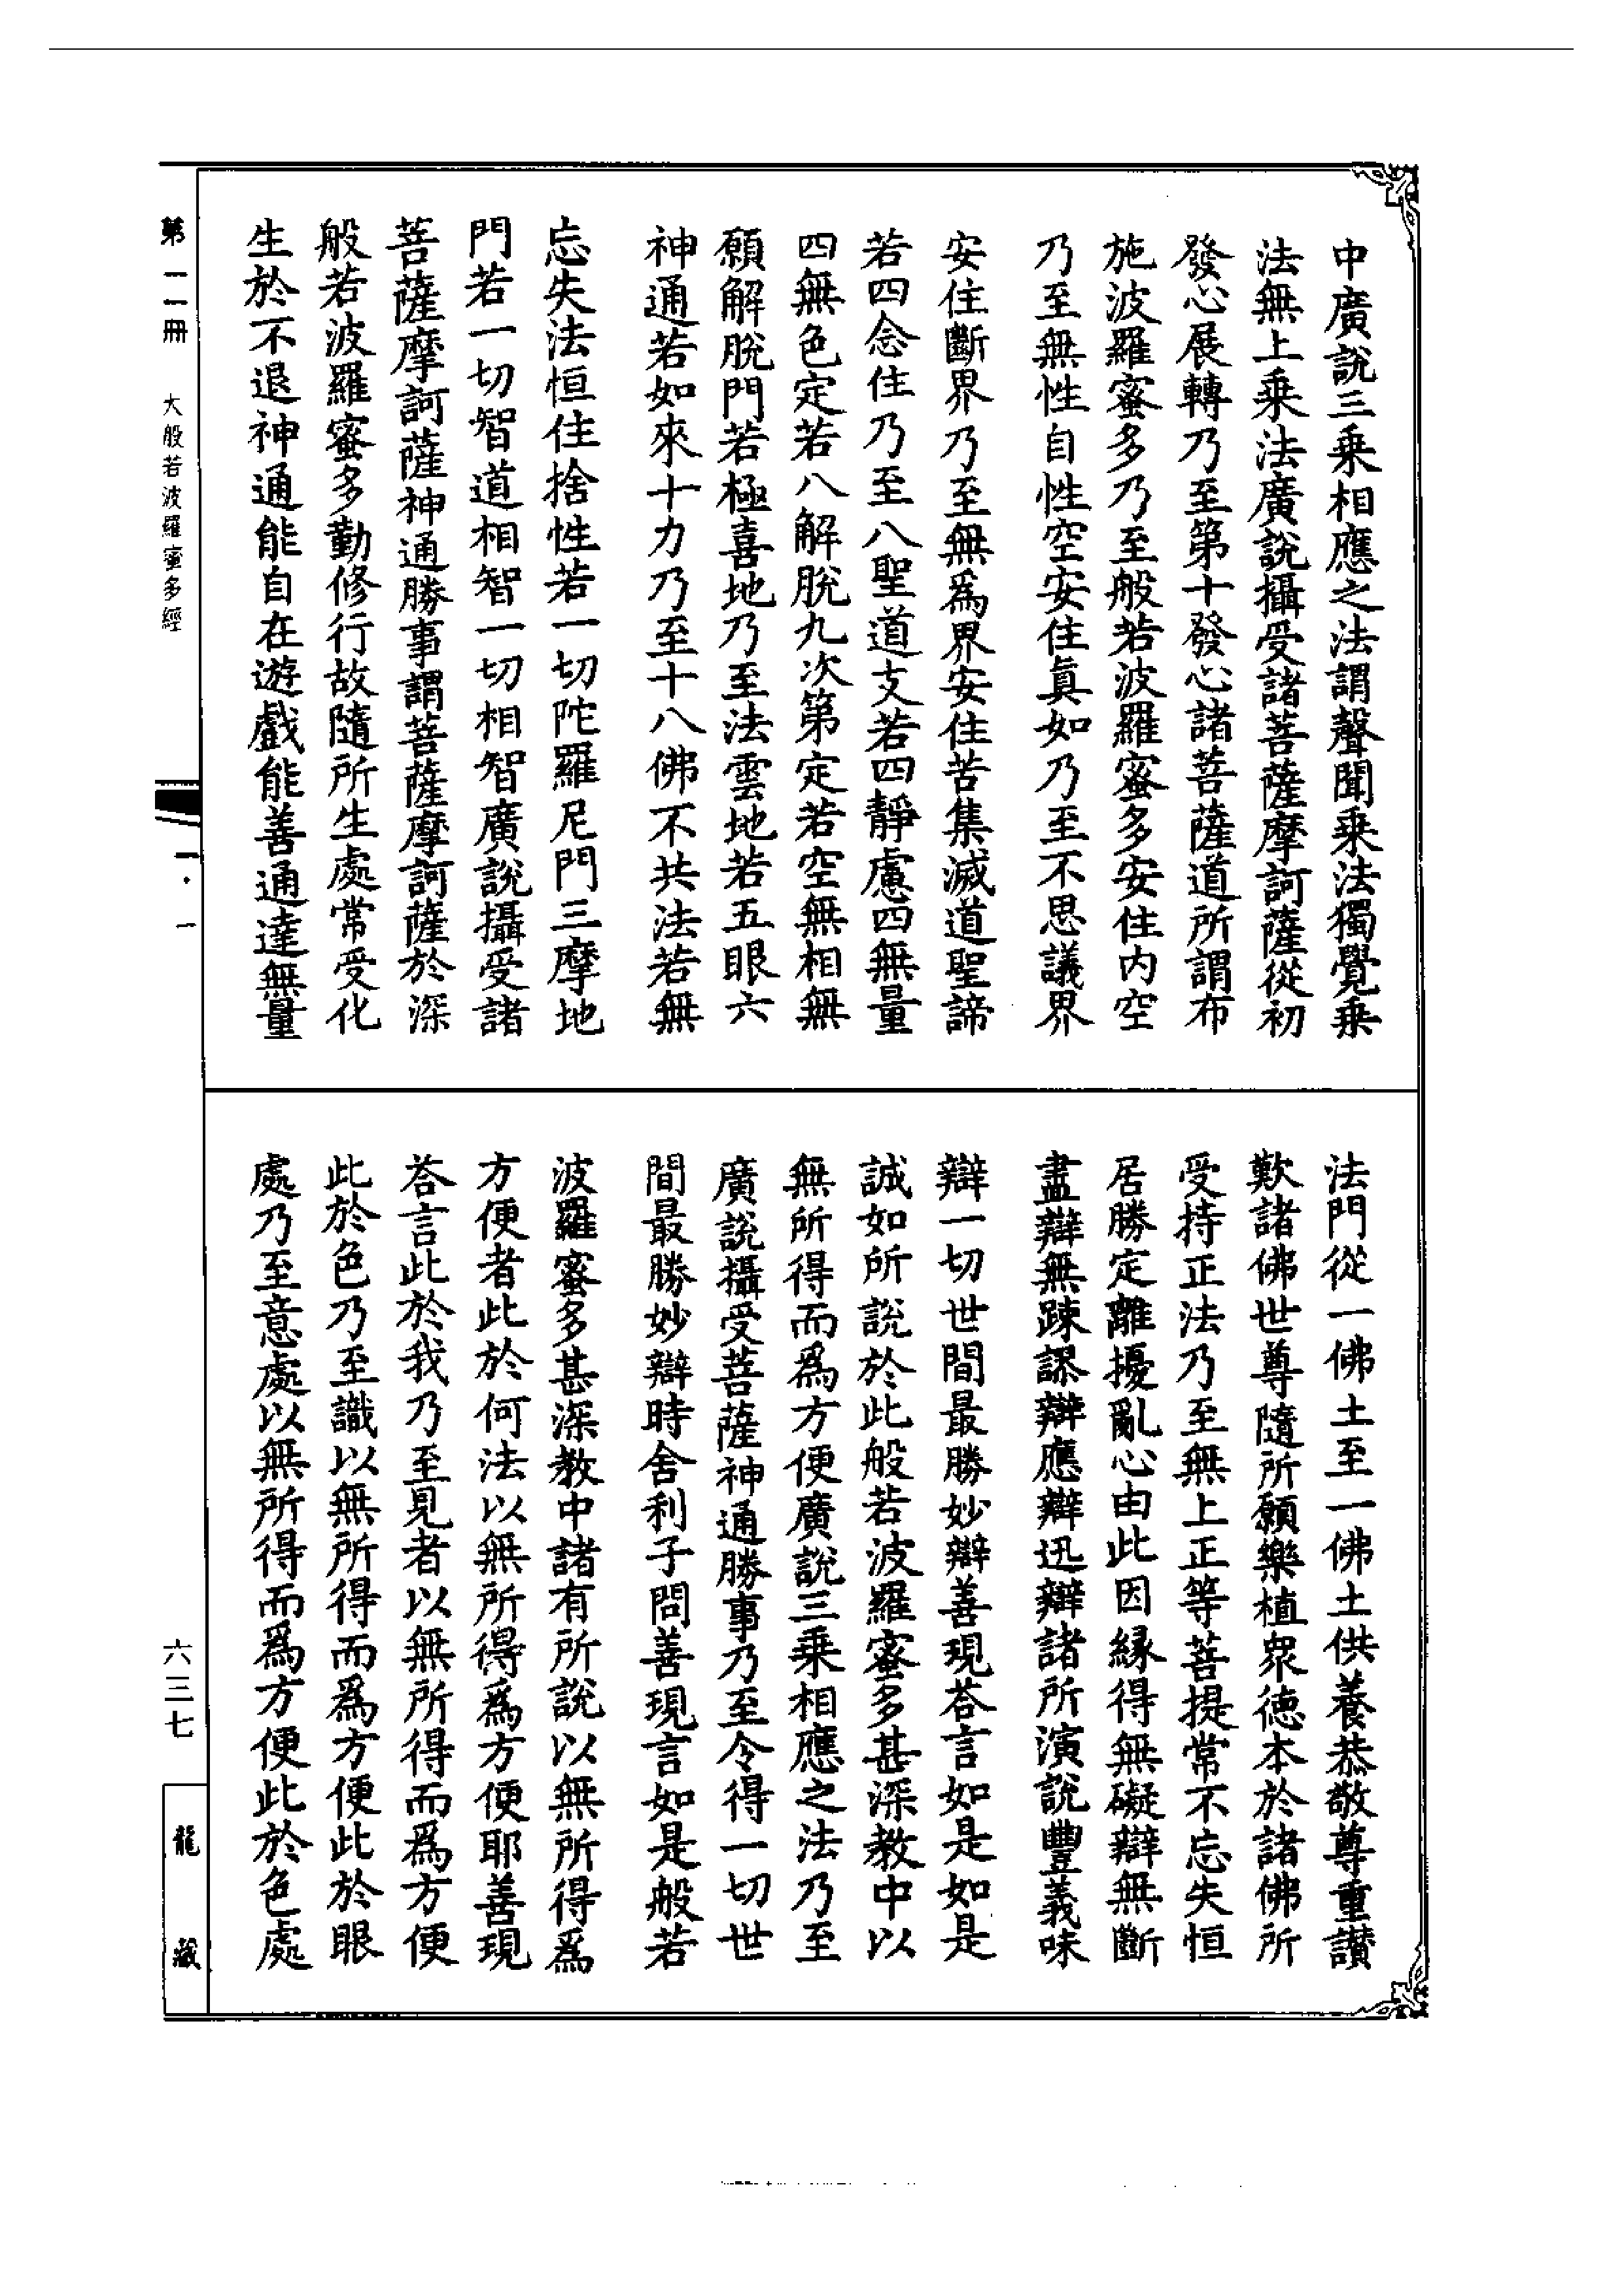 中廣說三乘相應之法謂聲聞乘法獨覺乘
法無上乘法廣說攝受諸菩薩摩訶薩從初
發心展轉乃至第十發心諸菩薩道所謂布
施波羅蜜多乃至般若波羅蜜多安住內空
乃至無性自性空安住真如乃至不思議界
安住斷界乃至無爲界安住苦集滅道聖諦
若四念住乃至八聖道支若四靜慮四無量
四無色定若八解脫九次第定若空無相無
願解脫門若極喜地乃至法雲地若五眼六
神通若如來十力乃至十八佛不共法若無
忘失法恒住捨性若一切陀羅尼門三摩地
門若一切智道相智一切相智廣說攝受諸
菩薩摩訶薩神通勝事謂菩薩摩訶薩於深
般若波羅蜜多勤修行故隨所生處常受化
生於不退神通能自在遊戲能善通達無量
法門從一佛土至一佛土供養恭敬尊重讚
歎諸佛世尊隨所願樂植眾德本於諸佛所
受持正法乃至無上正等菩提常不忘失恒
居勝定離擾亂心由此因緣得無礙辯無斷
盡辯無踈謬辯應辯迅辯諸所演說豐義味
辯一切世間最勝妙辯善現荅言如是如是
誠如所說於此般若波羅蜜多甚深教中以
無所得而爲方便廣說三乘相應之法乃至
廣說攝受菩薩神通勝事乃至令得一切世
間最勝妙辯時舍利子問善現言如是般若
波羅蜜多甚深教中諸有所說以無所得爲
方便者此於何法以無所得爲方便耶善現
荅言此於我乃至見者以無所得而爲方便
此於色乃至識以無所得而爲方便此於眼
處乃至意處以無所得而爲方便此於色處
第一二冊 大般若波羅蜜多經
一·一
六三七
龍藏